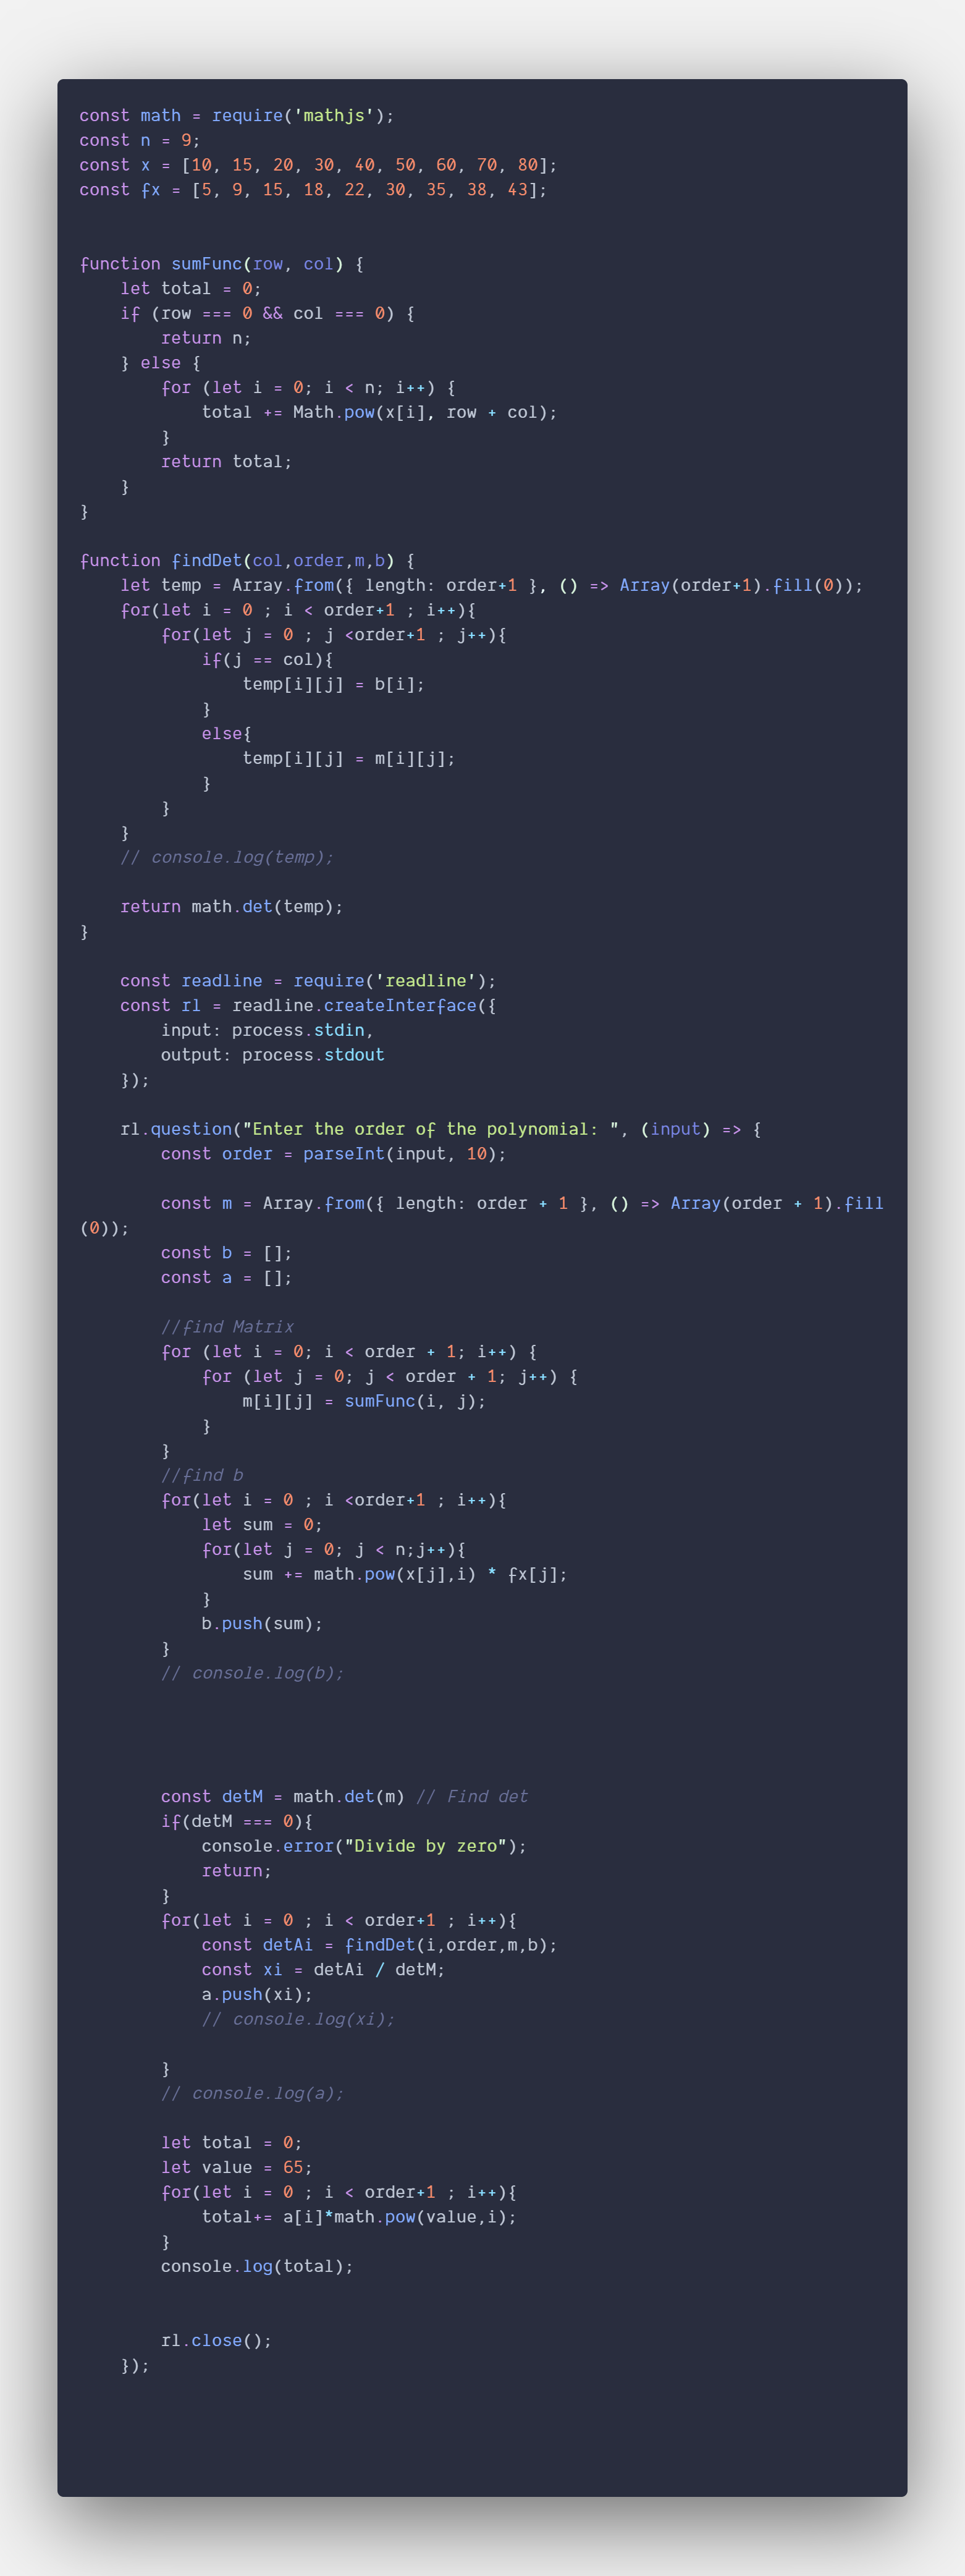 const math = require('mathjs');
const n = 9;
const x = [10, 15, 20, 30, 40, 50, 60, 70, 80];
const fx = [5, 9, 15, 18, 22, 30, 35, 38, 43];


function sumFunc(row, col) {
    let total = 0;
    if (row === 0 && col === 0) {
        return n;
    } else {
        for (let i = 0; i < n; i++) {
            total += Math.pow(x[i], row + col);
        }
        return total;
    }
}

function findDet(col,order,m,b) {
    let temp = Array.from({ length: order+1 }, () => Array(order+1).fill(0));
    for(let i = 0 ; i < order+1 ; i++){
        for(let j = 0 ; j <order+1 ; j++){
            if(j == col){
                temp[i][j] = b[i];
            }
            else{
                temp[i][j] = m[i][j];
            }
        }
    }
    // console.log(temp);

    return math.det(temp);
}

    const readline = require('readline');
    const rl = readline.createInterface({
        input: process.stdin,
        output: process.stdout
    });

    rl.question("Enter the order of the polynomial: ", (input) => {
        const order = parseInt(input, 10);

        const m = Array.from({ length: order + 1 }, () => Array(order + 1).fill
(0));
        const b = [];
        const a = [];

        //find Matrix
        for (let i = 0; i < order + 1; i++) {
            for (let j = 0; j < order + 1; j++) {
                m[i][j] = sumFunc(i, j);
            }
        }
        //find b
        for(let i = 0 ; i <order+1 ; i++){
            let sum = 0;
            for(let j = 0; j < n;j++){
                sum += math.pow(x[j],i) * fx[j];
            }
            b.push(sum);
        }
        // console.log(b);




        const detM = math.det(m) // Find det
        if(detM === 0){
            console.error("Divide by zero");
            return;
        }
        for(let i = 0 ; i < order+1 ; i++){
            const detAi = findDet(i,order,m,b);
            const xi = detAi / detM;
            a.push(xi);
            // console.log(xi);

        }
        // console.log(a);

        let total = 0;
        let value = 65;
        for(let i = 0 ; i < order+1 ; i++){
            total+= a[i]*math.pow(value,i);
        }
        console.log(total);


        rl.close();
    });